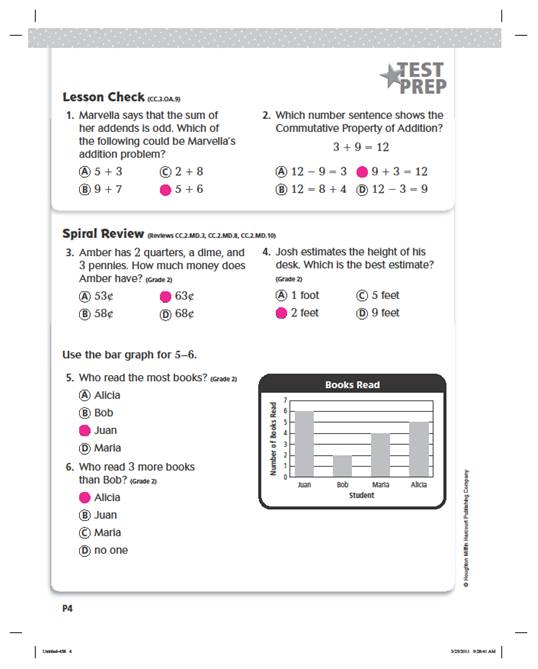 TEST
PREP
Lesson Check (CC.3.OA.9)
1. Marvella says that the sum of
her addends is odd. Which of
the following could be Marvella's
addition problem?
Ⓐ 5 + 3 Ⓒ 2 + 8
Ⓑ 9 + 7 5 + 6
2. Which number sentence shows the
Commutative Property of Addition?
3 + 9 = 12
Ⓐ 12 − 9 = 3 9 + 3 = 12
Ⓑ 12 = 8 + 4 Ⓓ 12 − 3 = 9
Spiral Review (Reviews CC.2.MD.3, CC.2.MD.8, CC.2.MD.10)
3. Amber has 2 quarters, a dime, and
3 pennies. How much money does
Amber have? (Grade 2)
Ⓐ 53¢ 63¢
Ⓑ 58¢ Ⓓ 68¢
4. Josh estimates the height of his
desk. Which is the best estimate?
(Grade 2)
Ⓐ 1 foot Ⓒ 5 feet
2 feet Ⓓ 9 feet
Use the bar graph for 5–6.
5. Who read the most books? (Grade 2)
Ⓐ Alicia
Ⓑ Bob
Juan
Ⓓ Maria
6. Who read 3 more books
than Bob? (Grade 2)
Alicia
Ⓑ Juan
Ⓒ Maria
Ⓓ no one
Books Read
Number of Books Read
7
6
5
4
3
2
1
0
Juan Bob Maria Alicia
Student
© Houghton Mifflin Harcourt Publishing Company
P4